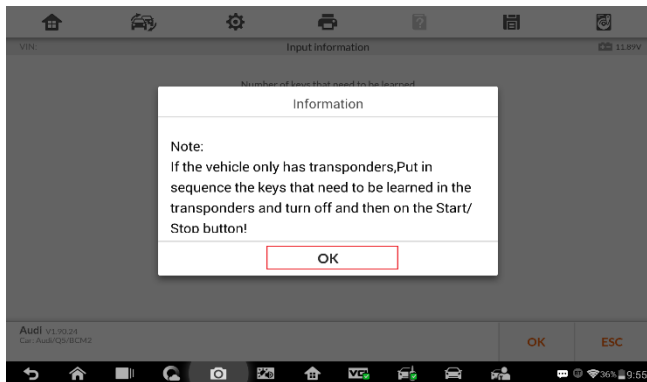 VIN:
Input information
11.89V
Number of keys that need to be learned
Information
Note:
If the vehicle only has transponders,Put in
sequence the keys that need to be learned in the
transponders and turn off and then on the Start/
Stop button!
OK
Audi V1.90.24
Car: Audi/Q5/BCM2
OK
ESC
VCI
36%
9:55